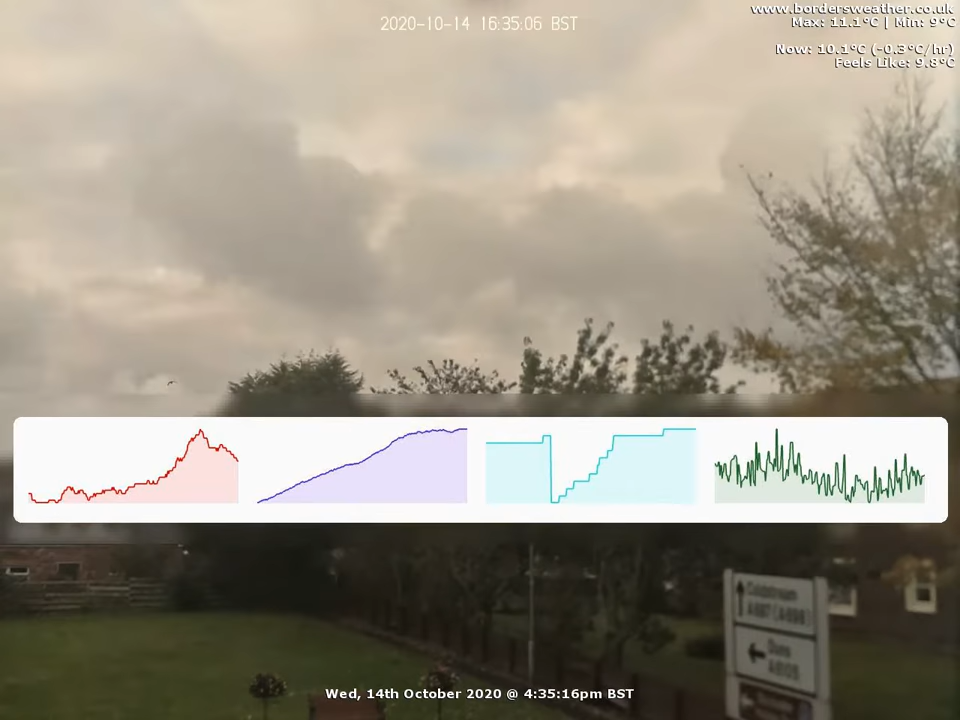 www.bordersweather.co.uk
2020-10-14 16:35:06 BST
Max: 11.1°C | Min: 9°C
Now: 10.1°C (-0.3°C/hr)
Feels Like: 9.8°C
Coldstream
A697 (A698)
Duns
A6105
Wed, 14th October 2020 @ 4:35:16pm BST